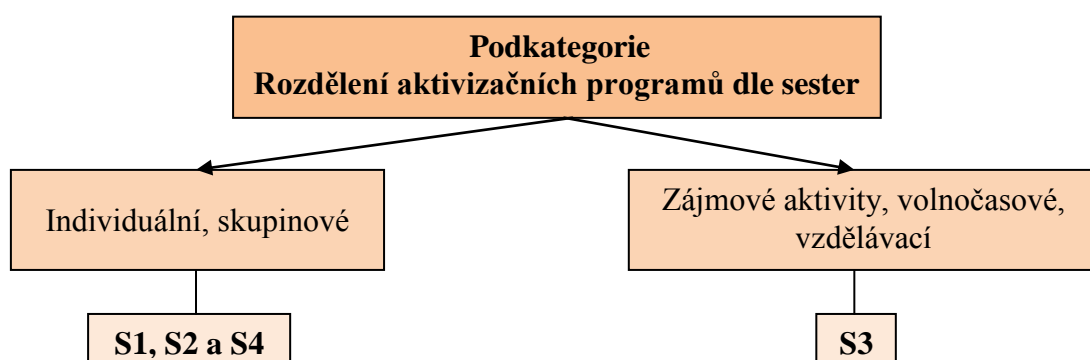 Podkategorie
Rozdělení aktivizačních programů dle sester
Individuální, skupinové
Zájmové aktivity, volnočasové,
vzdělávací
S1, S2 a S4
S3